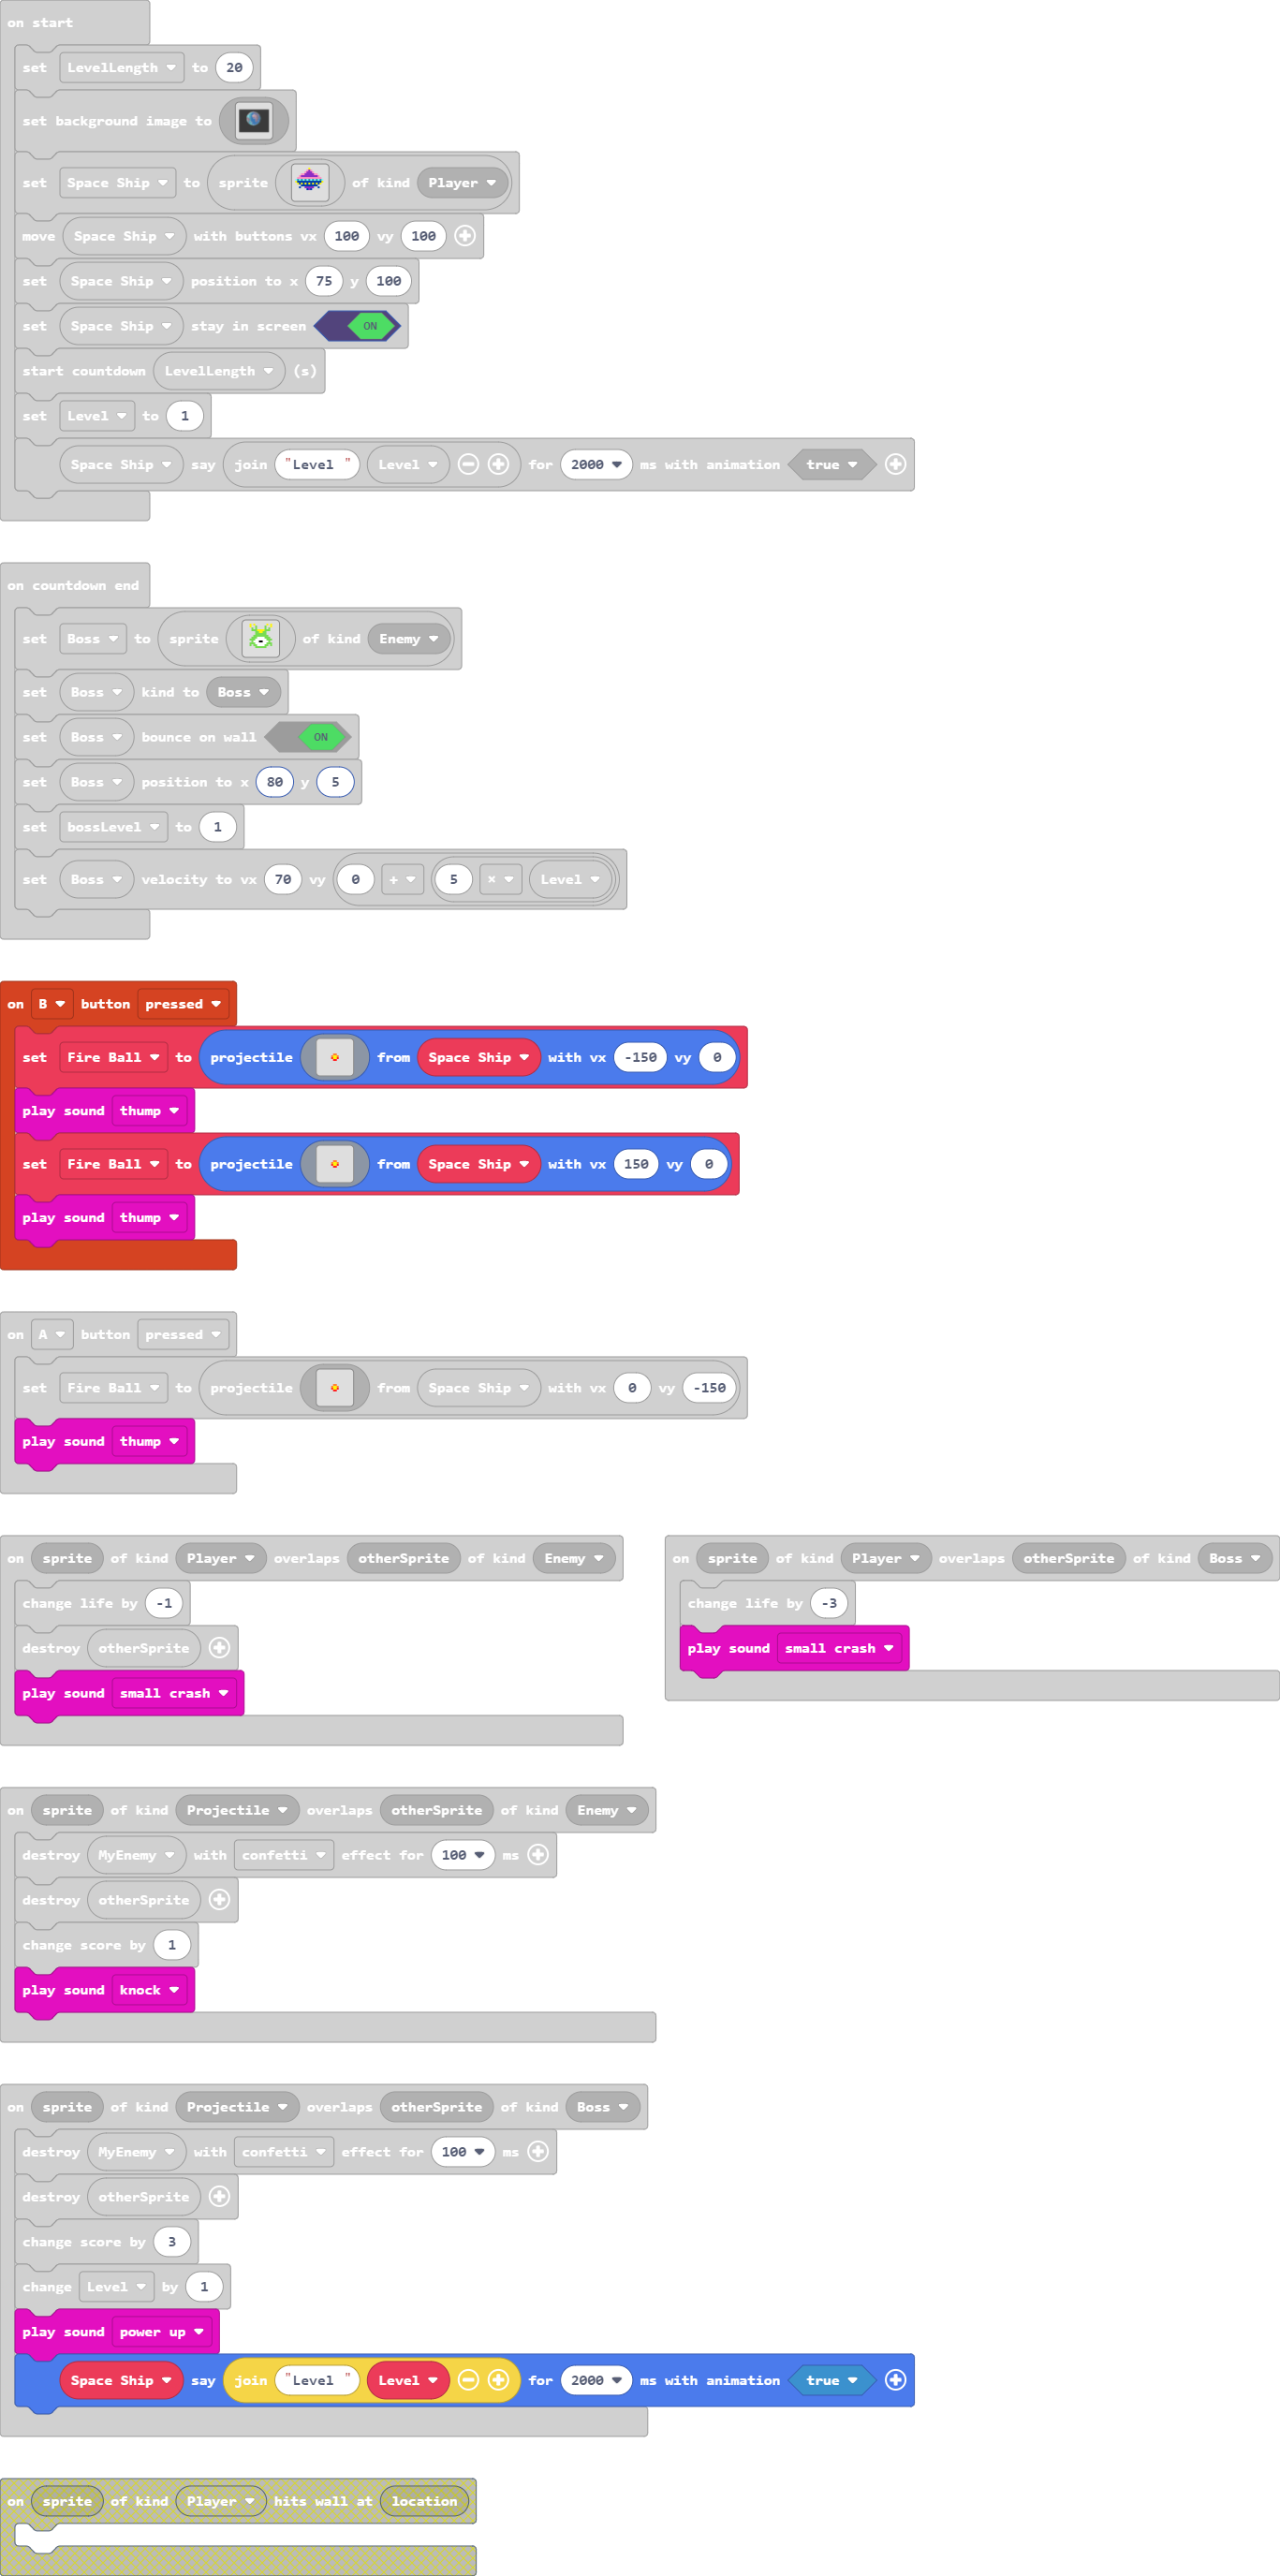 on start
set LevelLength to 20
set background image to
set Space Ship to sprite of kind Player
move Space Ship with buttons vx 100 vy 100
set Space Ship position to x 75 y 100
set Space Ship stay in screen ON
start countdown LevelLength (s)
set Level to 1
Space Ship say join "Level " Level for 2000 ms with animation true
on countdown end
set Boss to sprite of kind Enemy
set Boss kind to Boss
set Boss bounce on wall ON
set Boss position to x 80 y 5
set bossLevel to 1
set Boss velocity to vx 70 vy 0 + 5 × Level
on B button pressed
set Fire Ball to projectile from Space Ship with vx -150 vy 0
play sound thump
set Fire Ball to projectile from Space Ship with vx 150 vy 0
play sound thump
on A button pressed
set Fire Ball to projectile from Space Ship with vx 0 vy -150
play sound thump
on sprite of kind Player overlaps otherSprite of kind Enemy
change life by -1
destroy otherSprite
play sound small crash
on sprite of kind Player overlaps otherSprite of kind Boss
change life by -3
play sound small crash
on sprite of kind Projectile overlaps otherSprite of kind Enemy
destroy MyEnemy with confetti effect for 100 ms
destroy otherSprite
change score by 1
play sound knock
on sprite of kind Projectile overlaps otherSprite of kind Boss
destroy MyEnemy with confetti effect for 100 ms
destroy otherSprite
change score by 3
change Level by 1
play sound power up
Space Ship say join "Level " Level for 2000 ms with animation true
on sprite of kind Player hits wall at location